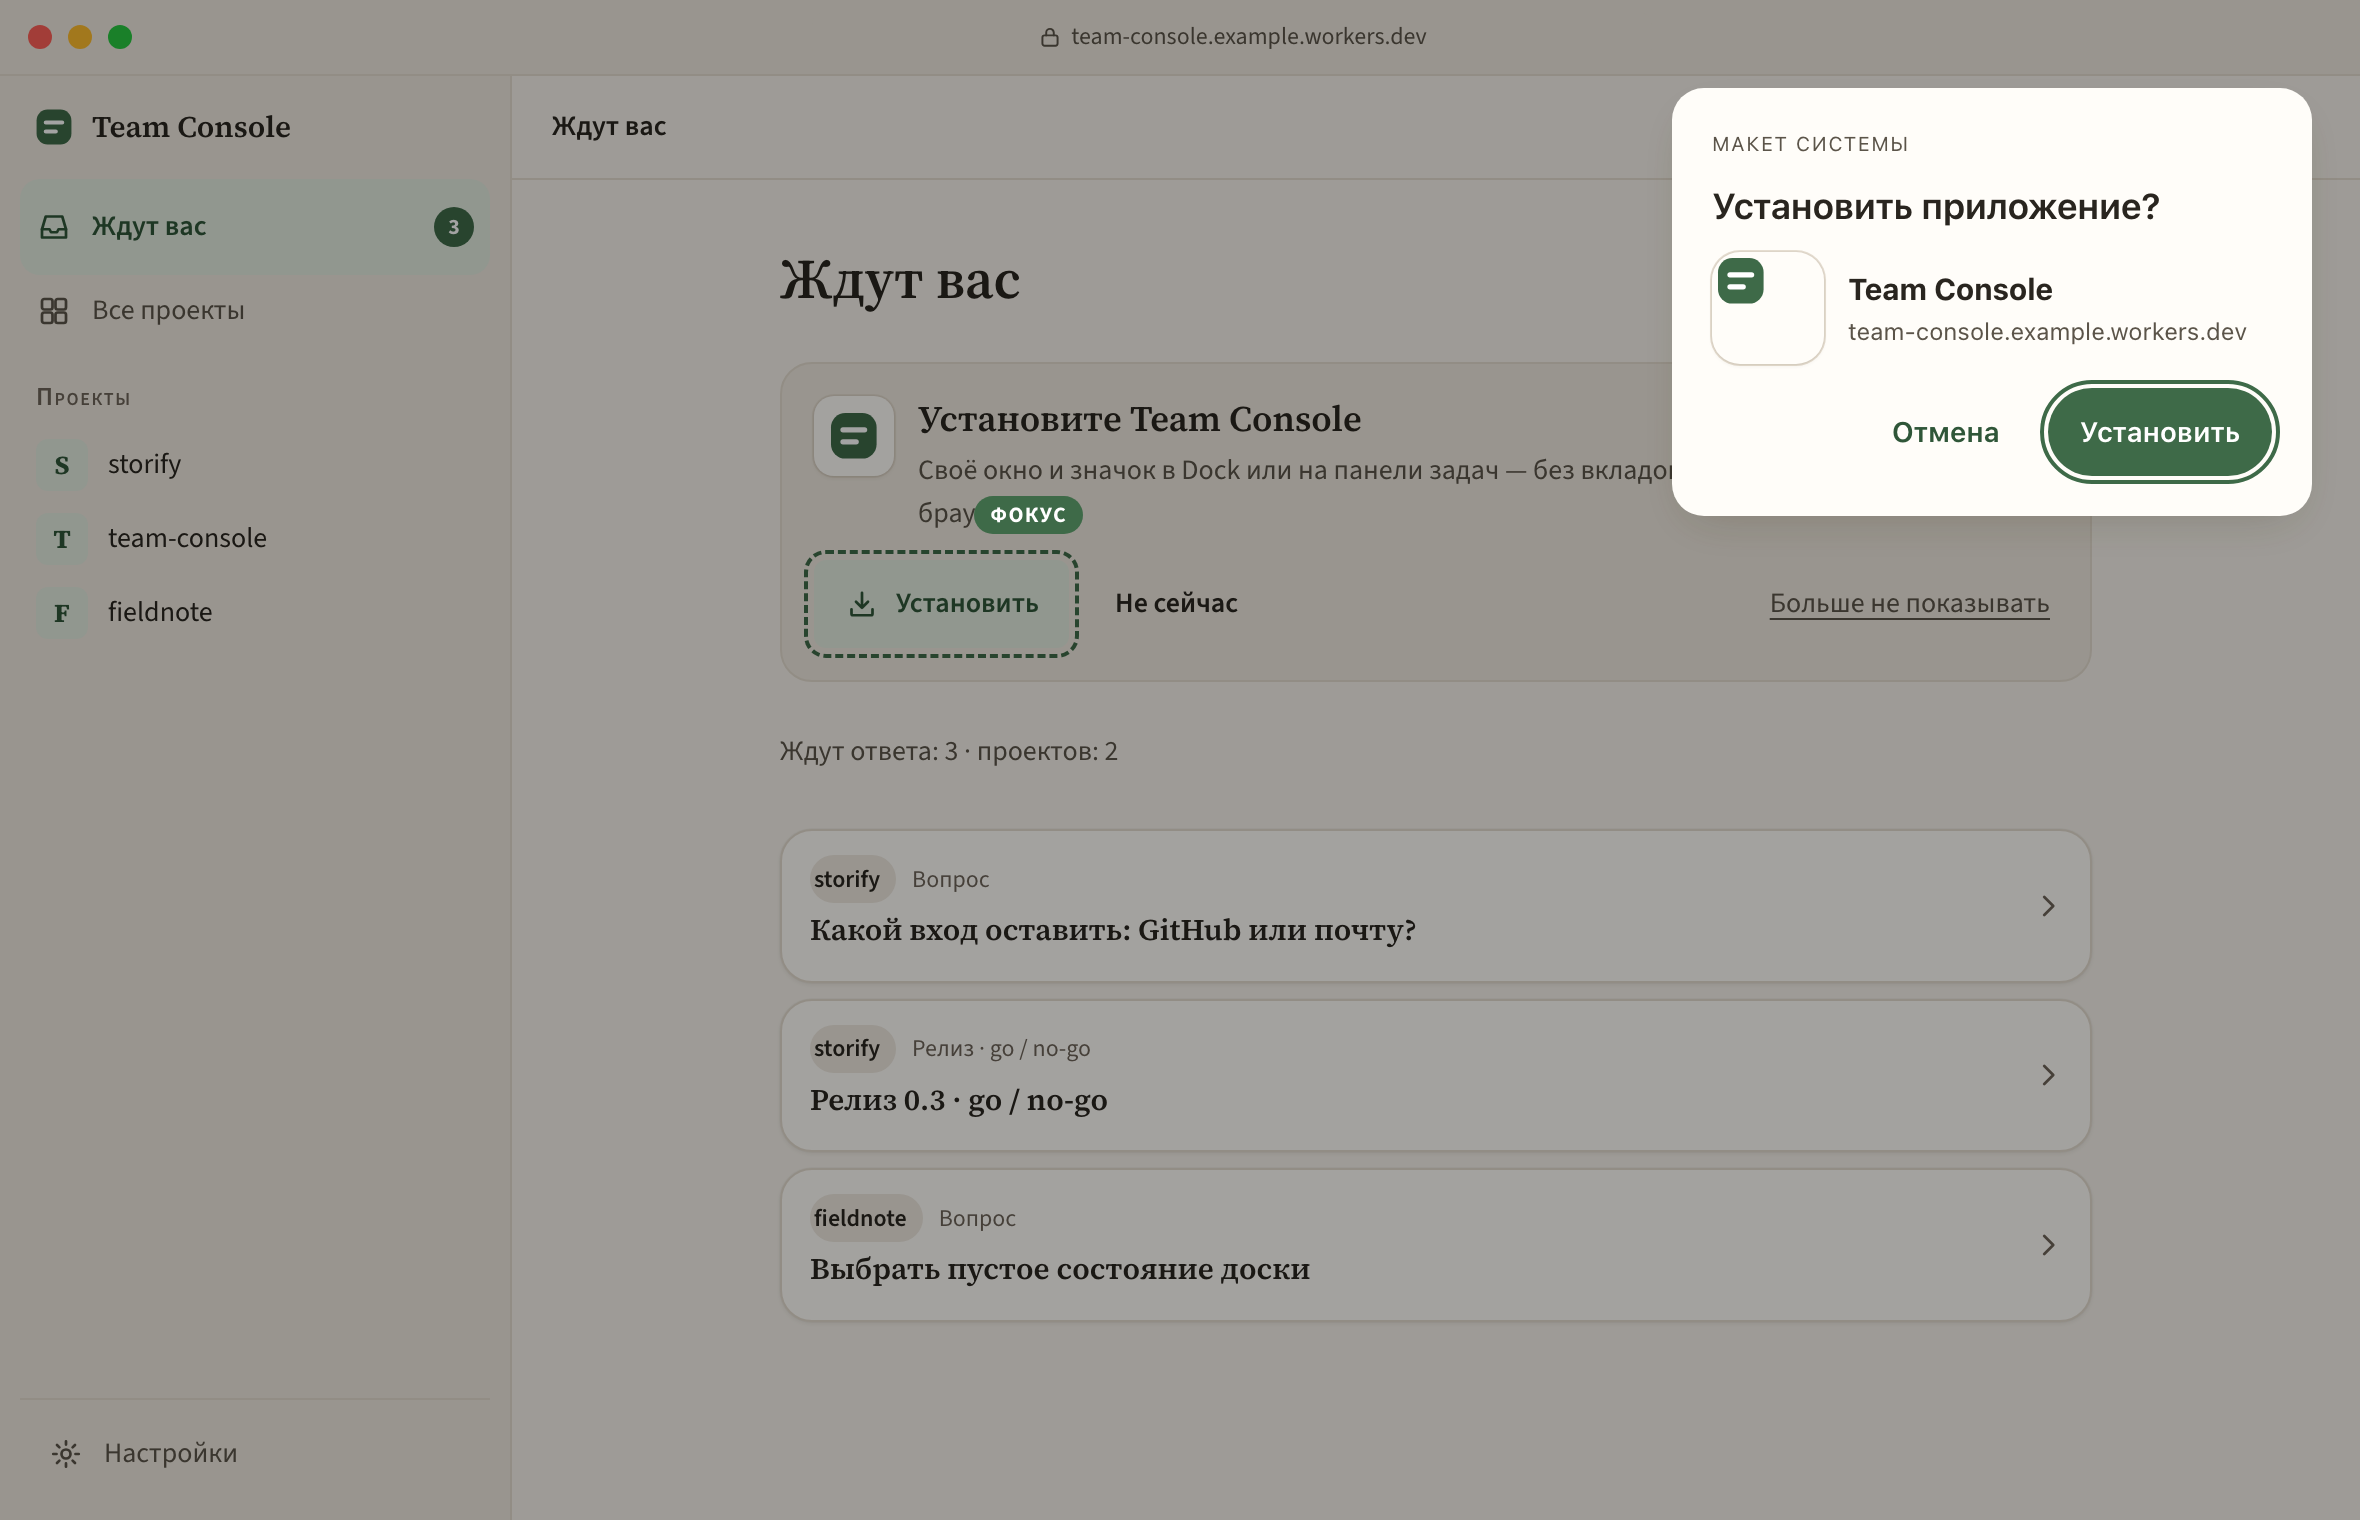 team-console.example.workers.dev
Team Console
Ждут вас
3
Все проекты
Проекты
S storify
T team-console
F fieldnote
Настройки
Ждут вас
Ждут вас
Установите Team Console
Своё окно и значок в Dock или на панели задач — без
брау
ФОКУС
Установить
Не сейчас
Больше не показывать
Ждут ответа: 3 · проектов: 2
storify Вопрос
Какой вход оставить: GitHub или почту?
storify Релиз · go / no-go
Релиз 0.3 · go / no-go
fieldnote Вопрос
Выбрать пустое состояние доски
МАКЕТ СИСТЕМЫ
Установить приложение?
Team Console
team-console.example.workers.dev
Отмена
Установить